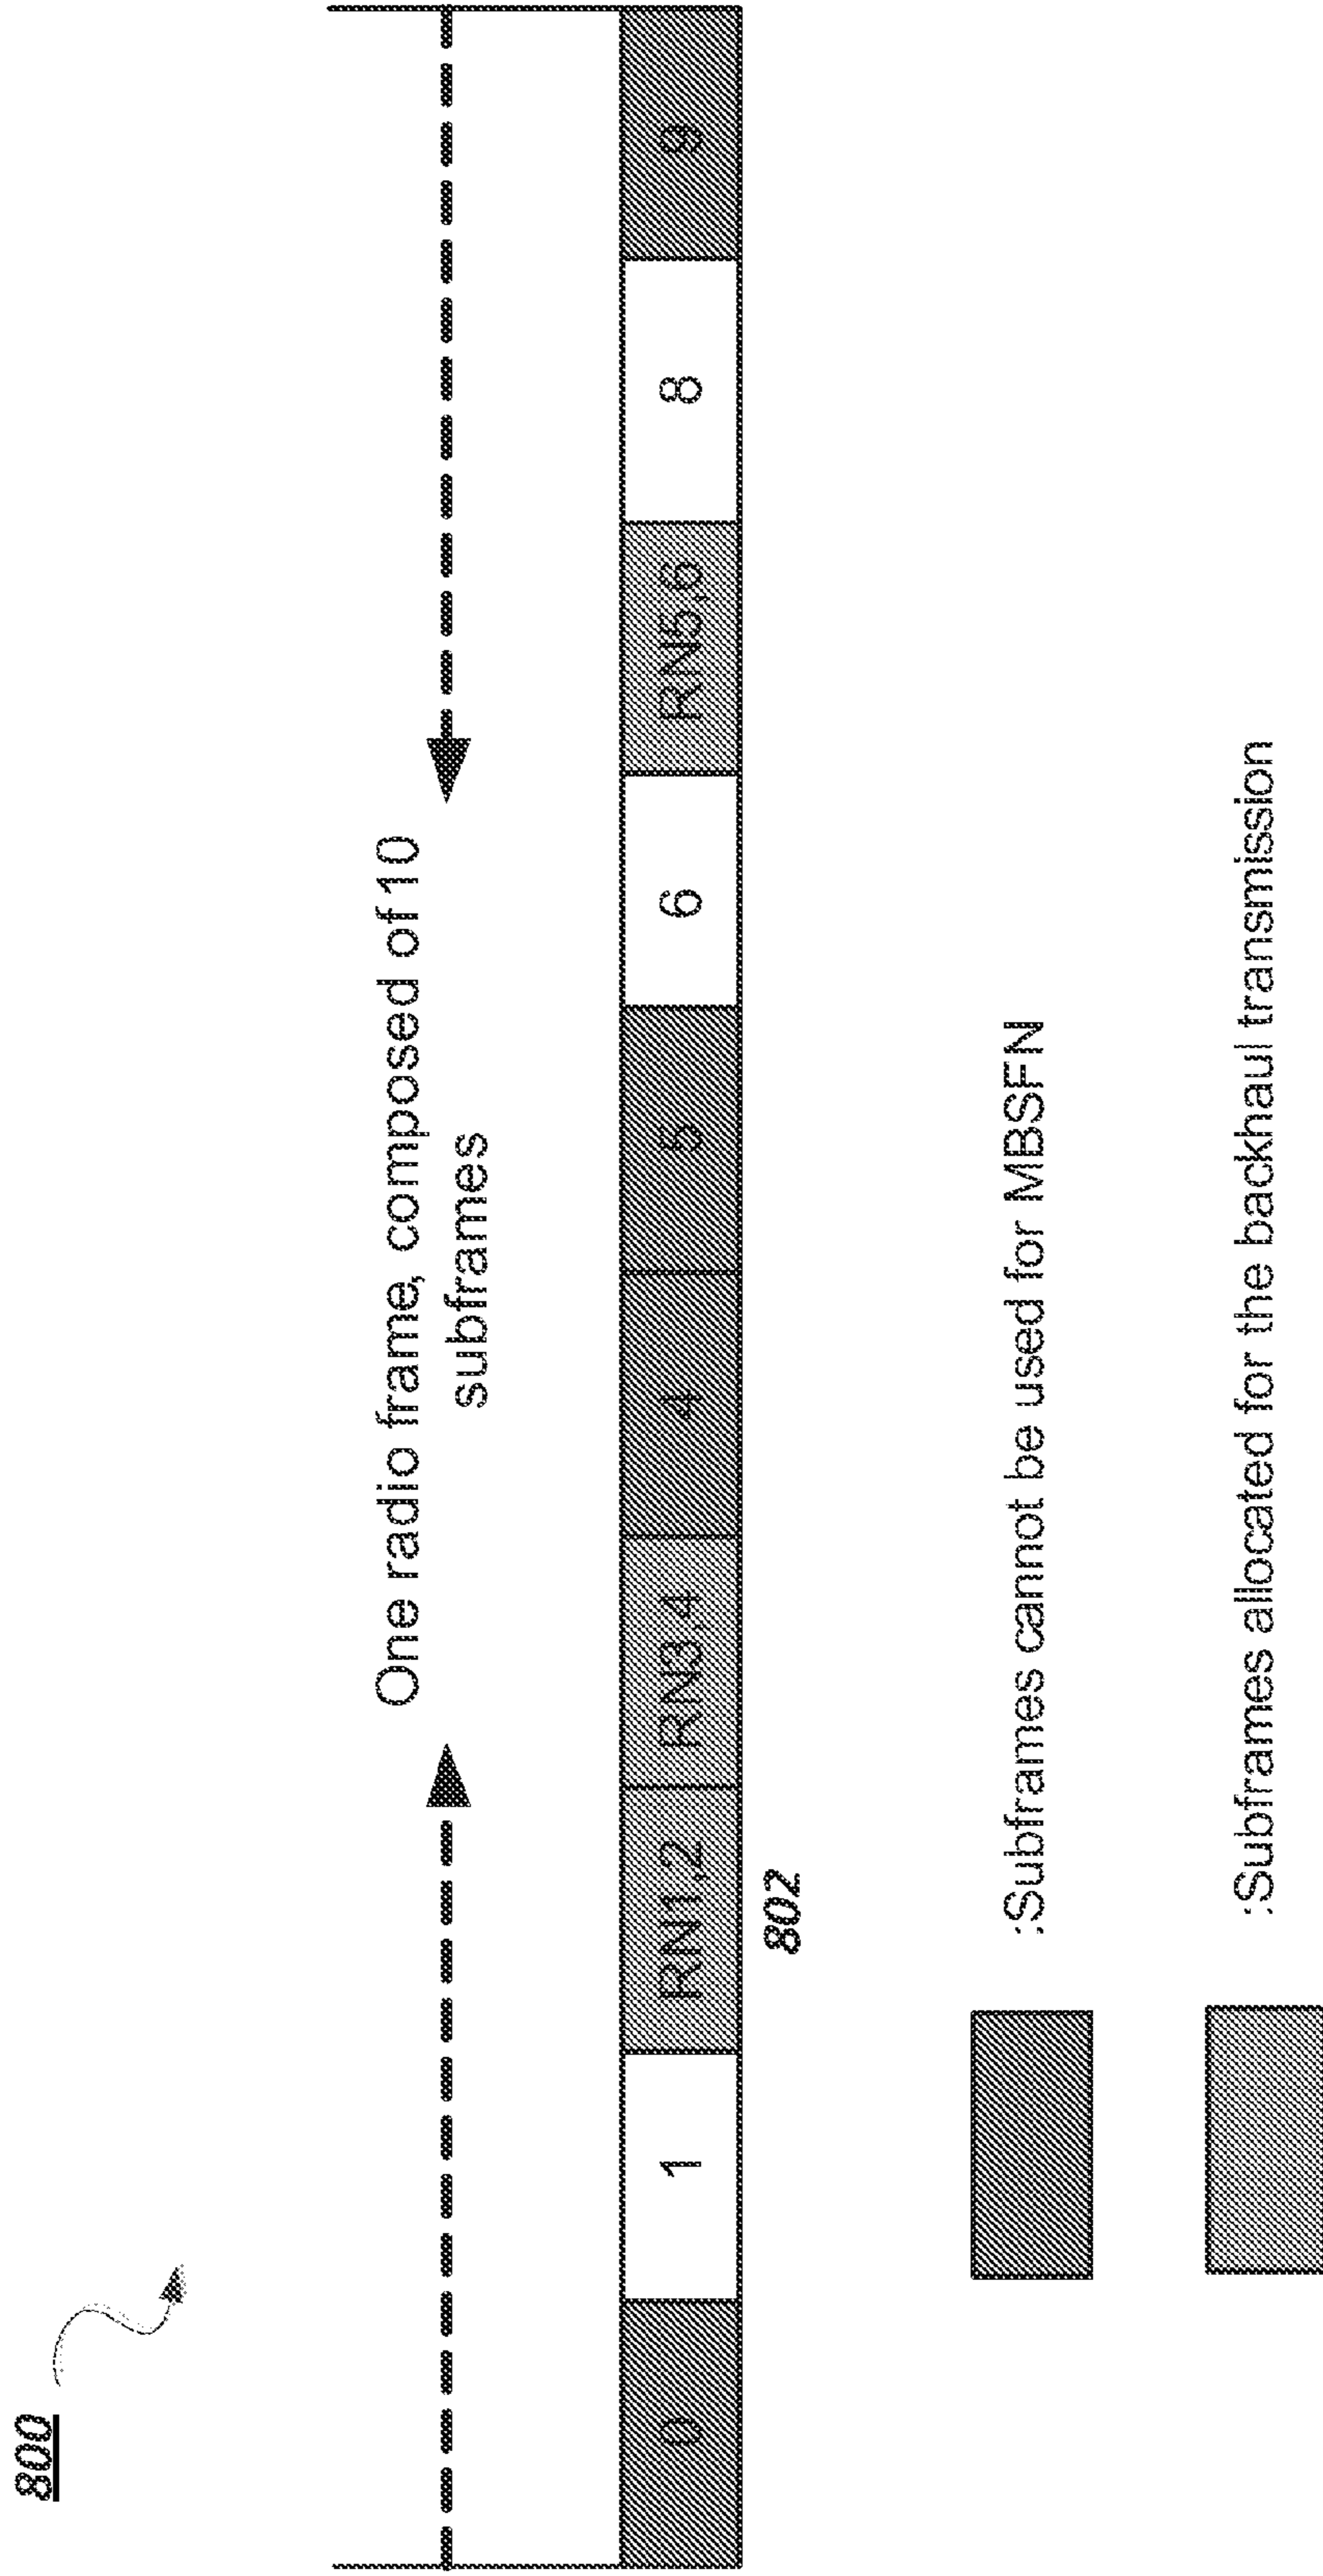 800
One radio frame, composed of 10
subframes
0 1 RN1,2 RN3,4 4 5 6 RN5,6 8 9
802
:Subframes cannot be used for MBSFN
:Subframes allocated for the backhaul transmission